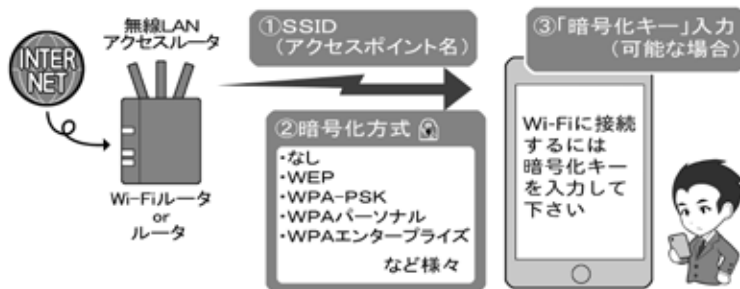 INTER
NET
無線LAN
アクセスルータ
Wi-Fiルータ
or
ルータ
①SSID
（アクセスポイント名）
②暗号化方式
・なし
・WEP
・WPA-PSK
・WPAパーソナル
・WPAエンタープライズ
など様々
③「暗号化キー」入力
（可能な場合）
Wi-Fiに接続
するには
暗号化キー
を入力して
下さい